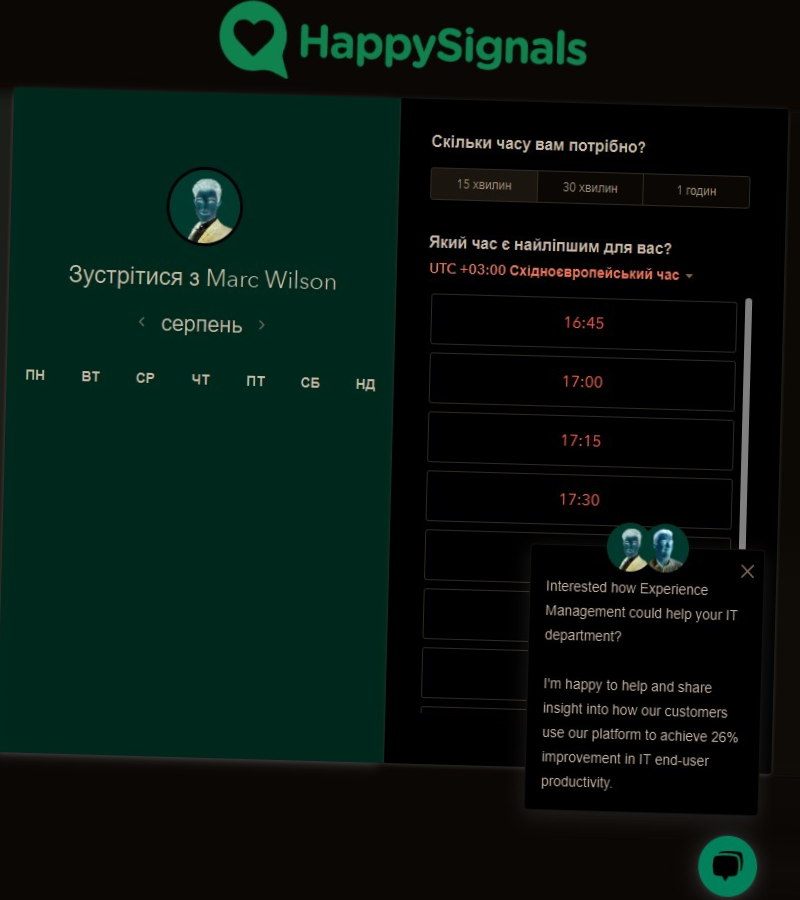 HappySignals
Зустрітися з Marc Wilson
серпень
ПН ВТ СР ЧТ ПТ СБ НД
Скільки часу вам потрібно?
15 хвилин 30 хвилин 1 годин
Який час є найліпшим для вас?
UTC +03:00 Східноєвропейський час
16:45
17:00
17:15
17:30
Interested how Experience
Management could help your IT
department?
I'm happy to help and share
insight into how our customers
use our platform to achieve 26%
improvement in IT end-user
productivity.